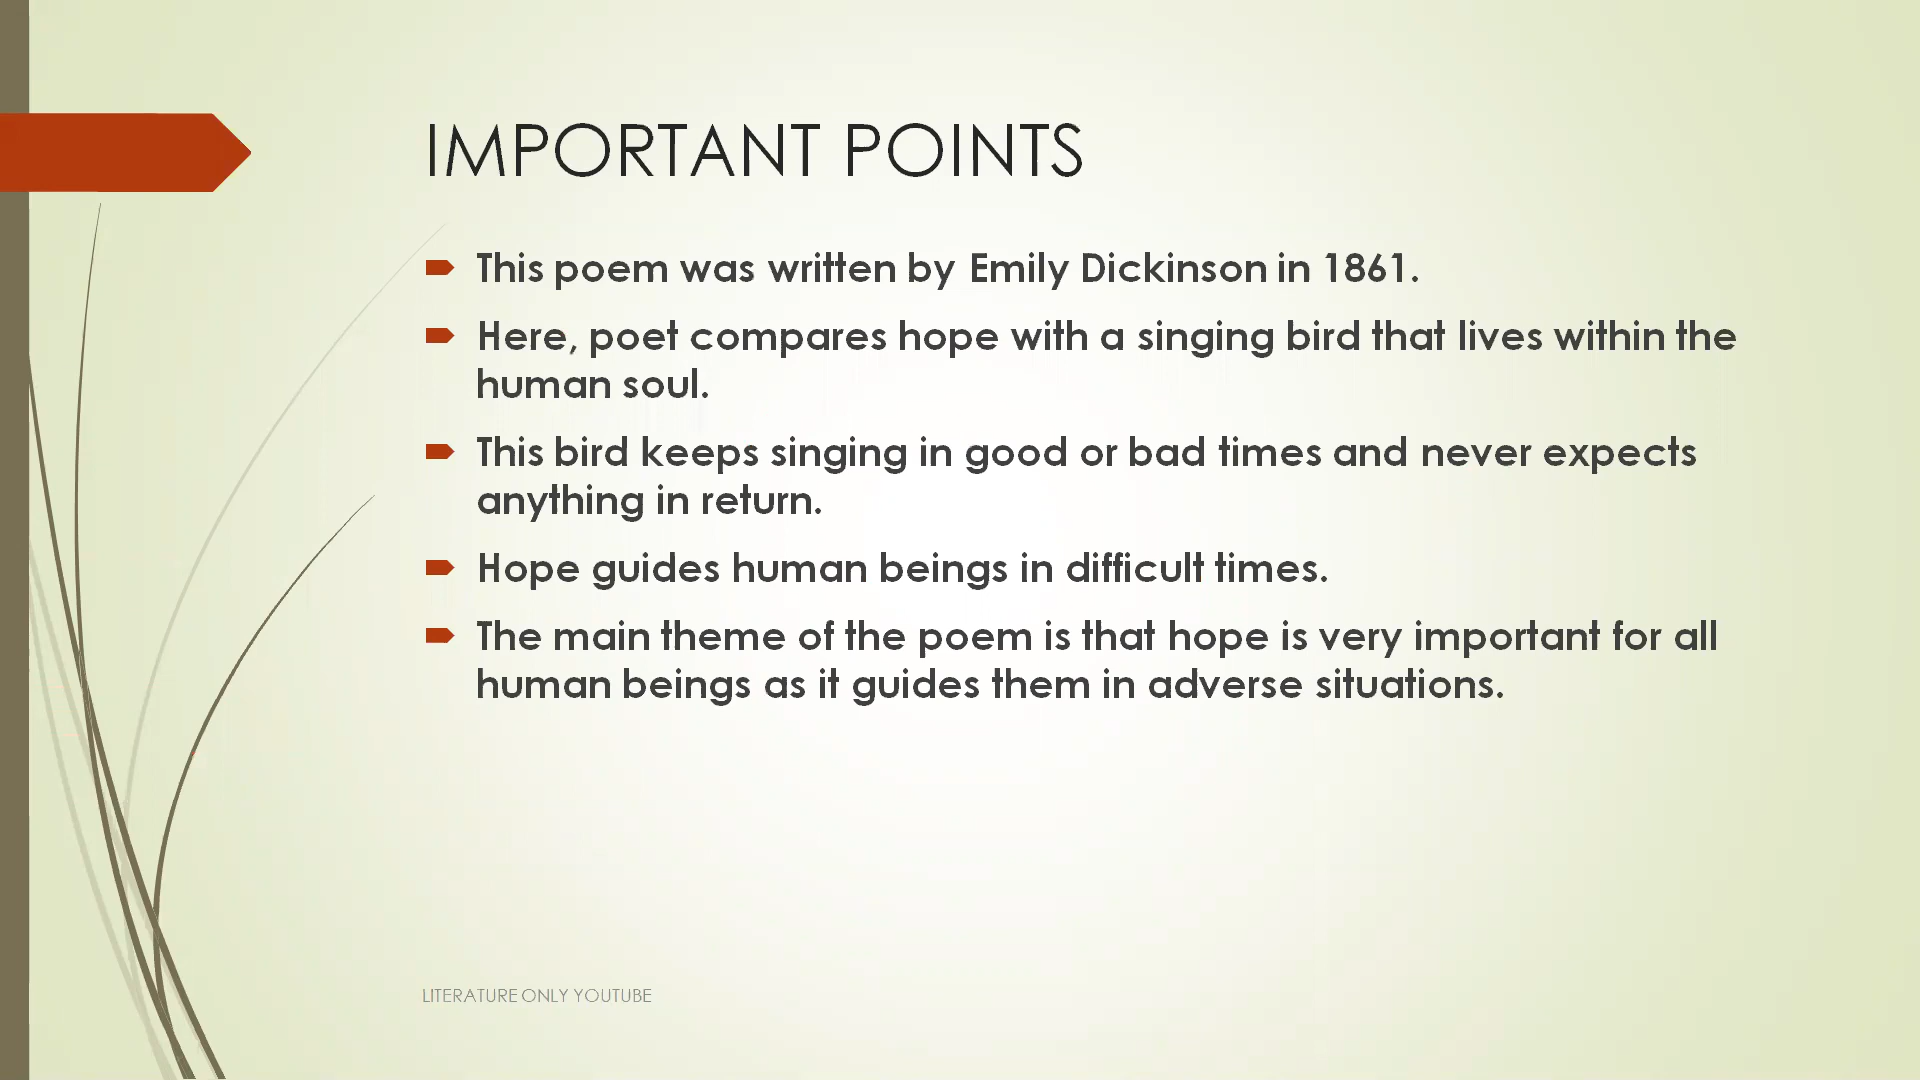 IMPORTANT POINTS
This poem was written by Emily Dickinson in 1861.
Here, poet compares hope with a singing bird that lives within the
human soul.
This bird keeps singing in good or bad times and never expects
anything in return.
Hope guides human beings in difficult times.
The main theme of the poem is that hope is very important for all
human beings as it guides them in adverse situations.
LITERATURE ONLY YOUTUBE